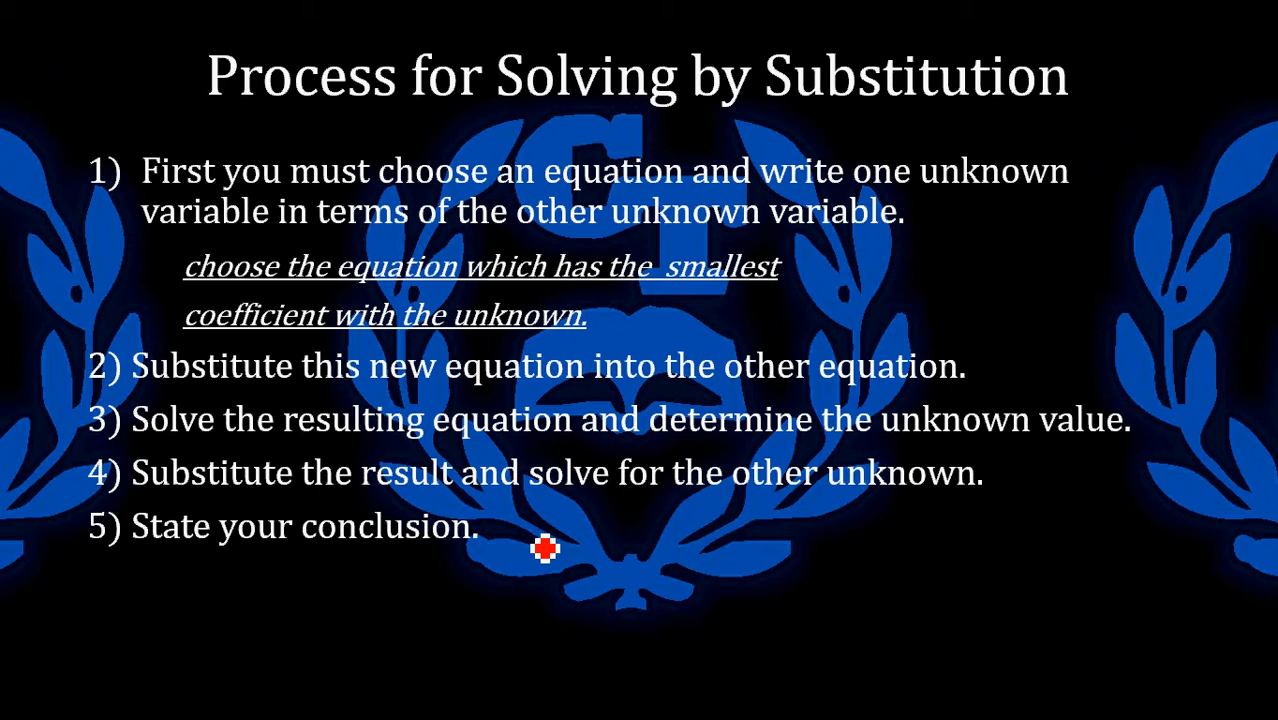 Process for Solving by Substitution
1) First you must choose an equation and write one unknown
variable in terms of the other unknown variable.
choose the equation which has the smallest
coefficient with the unknown.
2) Substitute this new equation into the other equation.
3) Solve the resulting equation and determine the unknown value.
4) Substitute the result and solve for the other unknown.
5) State your conclusion.